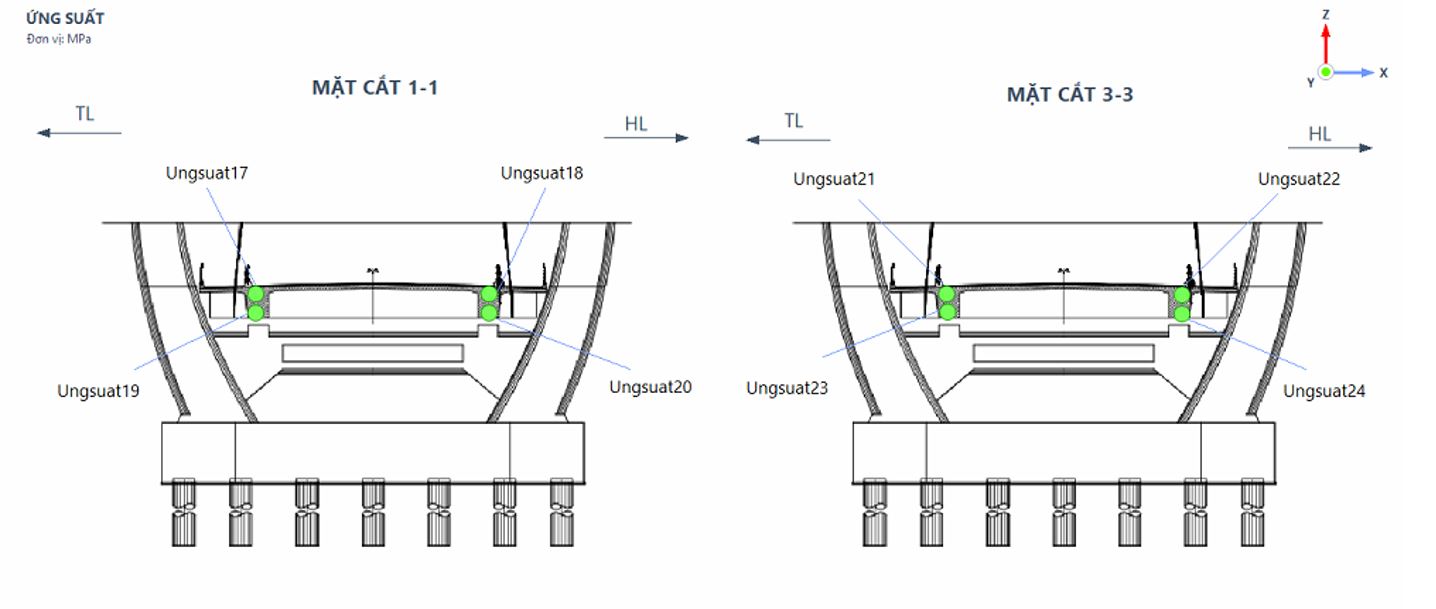 ỨNG SUẤT
Đơn vị: MPa
Z
Y
X
MẶT CẮT 1-1
MẶT CẮT 3-3
TL
HL
TL
HL
Ungsuat17
Ungsuat18
Ungsuat21
Ungsuat22
Ungsuat19
Ungsuat20
Ungsuat23
Ungsuat24